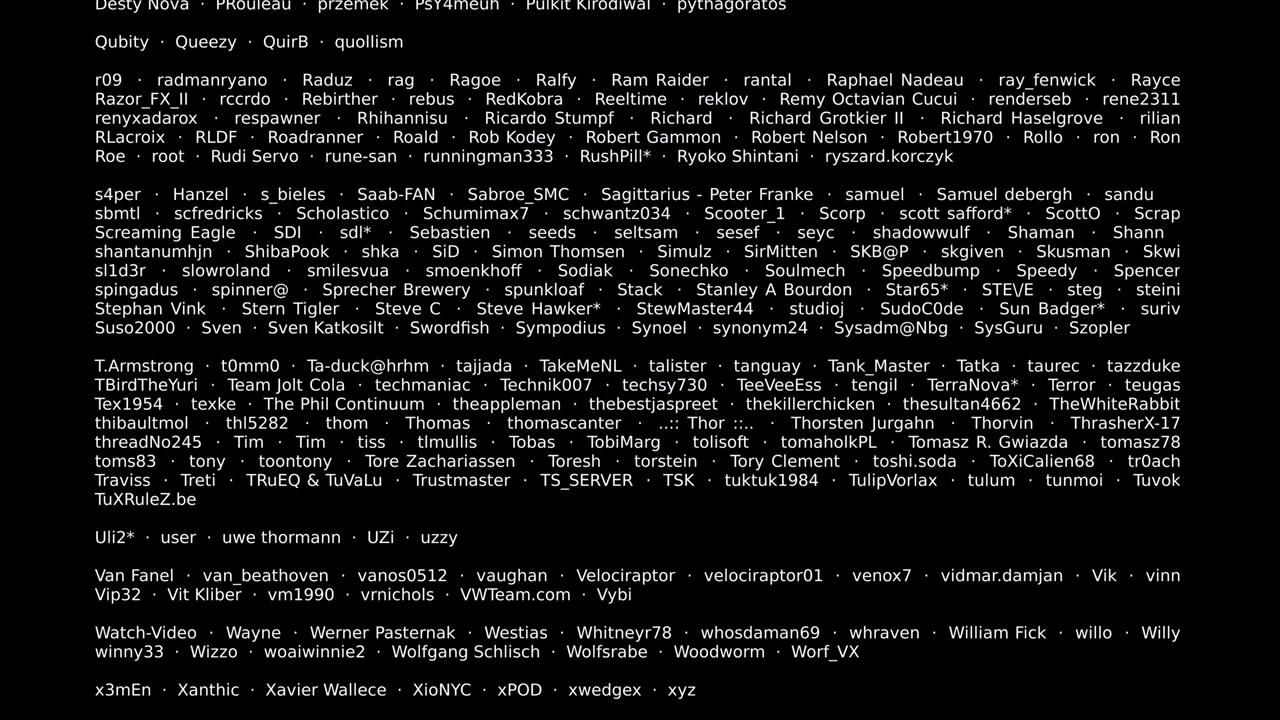 Desty Nova · PRouleau · przemek · PsY4meuh · Pulkit Kirodiwal · pythagoratos
Qubity · Queezy · QuirB · quollism
r09 · radmanryano · Raduz · rag · Ragoe · Ralfy · Ram Raider · rantal · Raphael Nadeau · ray_fenwick · Rayce
Razor_FX_II · rccrdo · Rebirther · rebus · RedKobra · Reeltime · reklov · Remy Octavian Cucui · renderseb · rene2311
renyxadarox · respawner · Rhihannisu · Ricardo Stumpf · Richard · Richard Grotkier II · Richard Haselgrove · rilian
RLacroix · RLDF · Roadranner · Roald · Rob Kodey · Robert Gammon · Robert Nelson · Robert1970 · Rollo · ron · Ron
Roe · root · Rudi Servo · rune-san · runningman333 · RushPill* · Ryoko Shintani · ryszard.korczyk
s4per · Hanzel · s_bieles · Saab-FAN · Sabroe_SMC · Sagittarius - Peter Franke · samuel · Samuel debergh · sandu
sbmtl · scfredricks · Scholastico · Schumimax7 · schwantz034 · Scooter_1 · Scorp · scott safford* · ScottO · Scrap
Screaming Eagle · SDI · sdl* · Sebastien · seeds · seltsam · sesef · seyc · shadowwulf · Shaman · Shann
shantanumhjn · ShibaPook · shka · SiD · Simon Thomsen · Simulz · SirMitten · SKB@P · skgiven · Skusman · Skwi
sl1d3r · slowroland · smilesvua · smoenkhoff · Sodiak · Sonechko · Soulmech · Speedbump · Speedy · Spencer
spingadus · spinner@ · Sprecher Brewery · spunkloaf · Stack · Stanley A Bourdon · Star65* · STE\/E · steg · steini
Stephan Vink · Stern Tigler · Steve C · Steve Hawker* · StewMaster44 · studioj · SudoC0de · Sun Badger* · suriv
Suso2000 · Sven · Sven Katkosilt · Swordfish · Sympodius · Synoel · synonym24 · Sysadm@Nbg · SysGuru · Szopler
T.Armstrong · t0mm0 · Ta-duck@hrhm · tajjada · TakeMeNL · talister · tanguay · Tank_Master · Tatka · taurec · tazzduke
TBirdTheYuri · Team Jolt Cola · techmaniac · Technik007 · techsy730 · TeeVeeEss · tengil · TerraNova* · Terror · teugas
Tex1954 · texke · The Phil Continuum · theappleman · thebestjaspreet · thekillerchicken · thesultan4662 · TheWhiteRabbit
thibaultmol · thl5282 · thom · Thomas · thomascanter · ..:: Thor ::.. · Thorsten Jurgahn · Thorvin · ThrasherX-17
threadNo245 · Tim · Tim · tiss · tlmullis · Tobas · TobiMarg · tolisoft · tomaholkPL · Tomasz R. Gwiazda · tomasz78
toms83 · tony · toontony · Tore Zachariassen · Toresh · torstein · Tory Clement · toshi.soda · ToXiCalien68 · tr0ach
Traviss · Treti · TRuEQ & TuVaLu · Trustmaster · TS_SERVER · TSK · tuktuk1984 · TulipVorlax · tulum · tunmoi · Tuvok
TuXRuleZ.be
Uli2* · user · uwe thormann · UZi · uzzy
Van Fanel · van_beathoven · vanos0512 · vaughan · Velociraptor · velociraptor01 · venox7 · vidmar.damjan · Vik · vinn
Vip32 · Vit Kliber · vm1990 · vrnichols · VWTeam.com · Vybi
Watch-Video · Wayne · Werner Pasternak · Westias · Whitneyr78 · whosdaman69 · whraven · William Fick · willo · Willy
winny33 · Wizzo · woaiwinnie2 · Wolfgang Schlisch · Wolfsrabe · Woodworm · Worf_VX
x3mEn · Xanthic · Xavier Wallece · XioNYC · xPOD · xwedgex · xyz